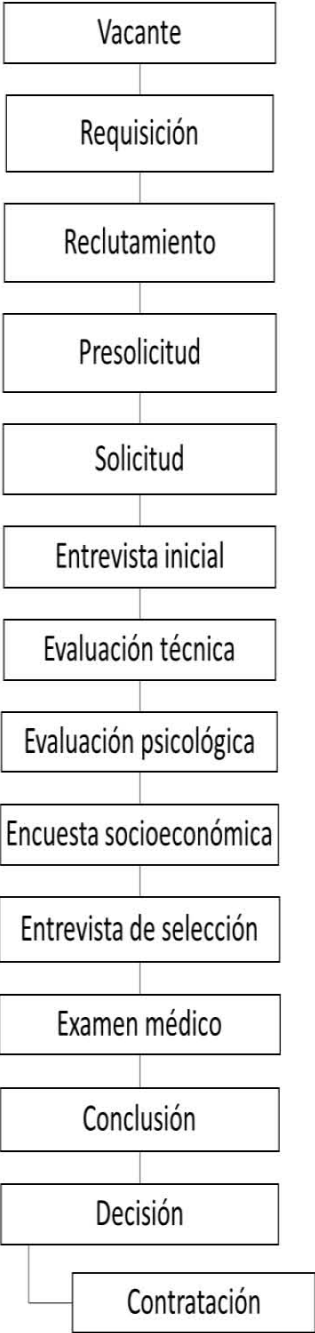 Vacante
Requisición
Reclutamiento
Presolicitud
Solicitud
Entrevista inicial
Evaluación técnica
Evaluación psicológica
Encuesta socioeconómica
Entrevista de selección
Examen médico
Conclusión
Decisión
Contratación